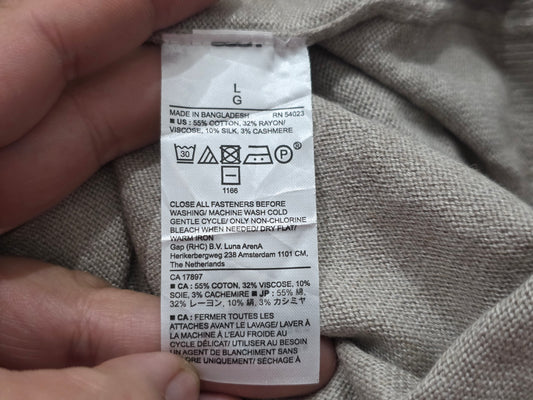 L
G
MADE IN BANGLADESH RN 54023
■ US : 55% COTTON, 32% RAYON/
VISCOSE, 10% SILK, 3% CASHMERE
30 P ®
1166
CLOSE ALL FASTENERS BEFORE
WASHING/ MACHINE WASH COLD
GENTLE CYCLE/ ONLY NON-CHLORINE
BLEACH WHEN NEEDED/ DRY FLAT/
WARM IRON
Gap (RHC) B.V. Luna ArenA
Herikerbergweg 238 Amsterdam 1101 CM,
The Netherlands
CA 17897
■ CA : 55% COTON, 32% VISCOSE, 10%
SOIE, 3% CACHEMIRE ■ JP : 55% 綿,
32% レーヨン, 10% 絹, 3% カシミヤ
■ CA : FERMER TOUTES LES
ATTACHES AVANT LE LAVAGE/ LAVER À
LA MACHINE À L'EAU FROIDE AU
CYCLE DÉLICAT/ UTILISER AU BESOIN
UN AGENT DE BLANCHIMENT SANS
UNIQUEMENT/ SÉCHAGE À